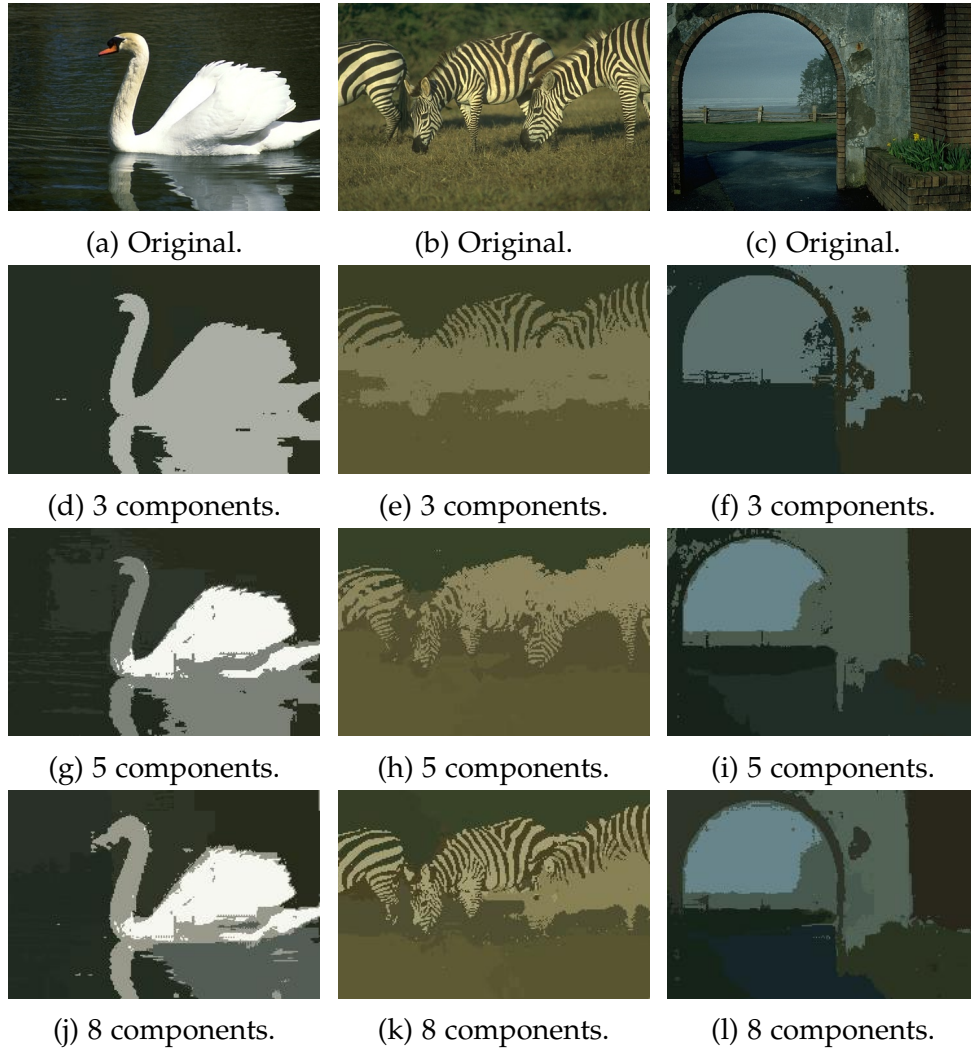 (a) Original.
(b) Original.
(c) Original.
(d) 3 components.
(e) 3 components.
(f) 3 components.
(g) 5 components.
(h) 5 components.
(i) 5 components.
(j) 8 components.
(k) 8 components.
(l) 8 components.